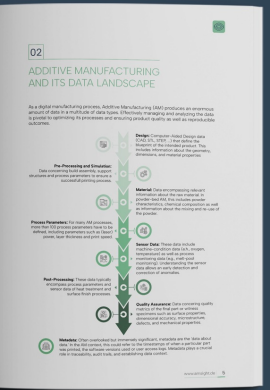 02
ADDITIVE MANUFACTURING
AND ITS DATA LANDSCAPE
As a digital manufacturing process, Additive Manufacturing (AM) produces an enormous
amount of data in a multitude of data types. Effectively managing and analyzing the data
is pivotal to optimizing its processes and ensuring product quality as well as reproducible
outcomes.
Design: Computer-Aided Design data
(CAD, STL, STEP, ...) that define the
blueprint of the intended product. This
includes information about the geometry,
dimensions, and material properties.
Pre-Processing and Simulation:
Data concerning build assembly, support
structures and process parameters to ensure a
successful printing process.
Material: Data encompassing relevant
information about the raw material. In
powder-bed AM, this includes powder
characteristics, chemical composition as well
as information about the mixing and re-use of
the powder.
Process Parameters: For many AM processes,
more than 100 process parameters have to be
defined, including parameters such as (laser)
power, layer thickness and print speed.
Sensor Data: These data include
machine-condition data (e.g., oxygen,
temperature) as well as process
monitoring data (e.g., melt-pool
monitoring). Understanding the sensor
data allows an early detection and
correction of anomalies.
Post-Processing: These data typically
encompass process parameters and
sensor data of heat treatment and
surface finish processes.
Quality Assurance: Data concerning quality
metrics of the final part or witness
specimens such as surface properties,
dimensional accuracy, microstructure,
defects, and mechanical properties.
Metadata: Often overlooked but immensely significant, metadata are the 'data about
data.' In the AM context, this could refer to the timestamps of when a particular part
was printed, the software versions used or user access logs. Metadata plays a crucial
role in traceability, audit trails, and establishing data context.
5